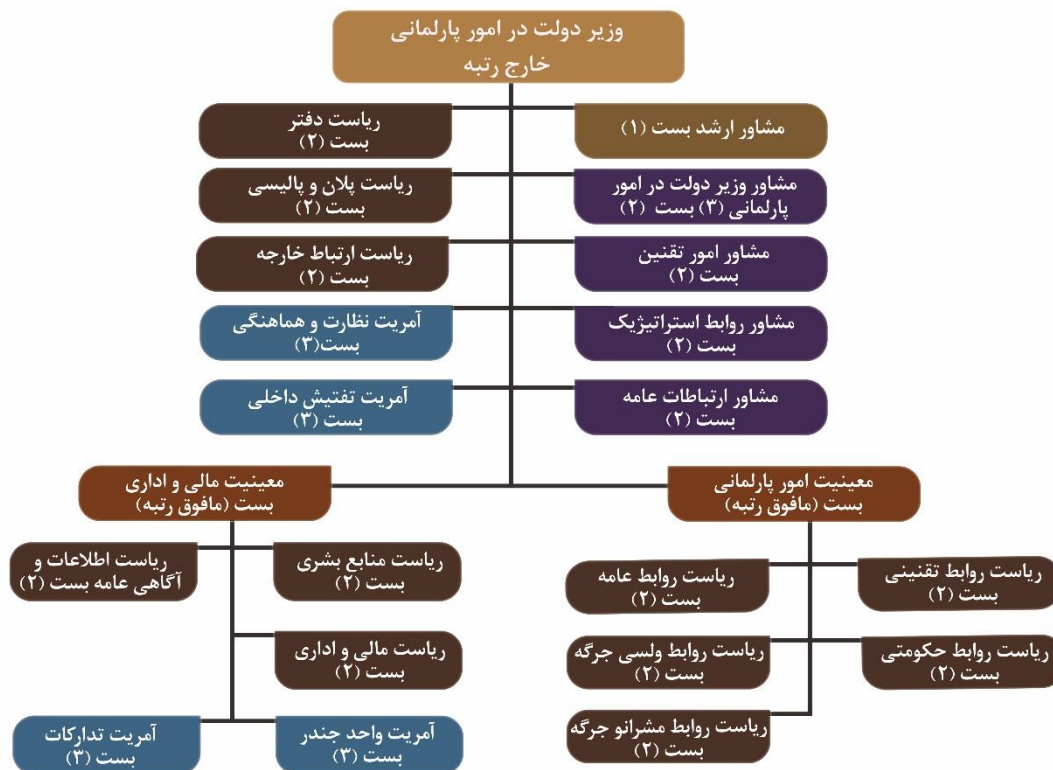 وزیر دولت در امور پارلمانی
خارج رتبه
مشاور ارشد بست (۱)
ریاست دفتر
بست (۲)
مشاور وزیر دولت در امور
پارلمانی (۳) بست (۲)
ریاست پلان و پالیسی
بست (۲)
مشاور امور تقنین
بست (۲)
ریاست ارتباط خارجه
بست (۲)
مشاور روابط استراتیژیک
بست (۲)
آمریت نظارت و هماهنگی
بست(۳)
مشاور ارتباطات عامه
بست (۲)
آمریت تفتیش داخلی
بست (۳)
معینیت امور پارلمانی
بست (مافوق رتبه)
معینیت مالی و اداری
بست (مافوق رتبه)
ریاست روابط تقنینی
بست (۲)
ریاست روابط عامه
بست (۲)
ریاست روابط حکومتی
بست (۲)
ریاست روابط ولسی جرگه
بست (۲)
ریاست روابط مشرانو جرگه
بست (۲)
ریاست منابع بشری
بست (۲)
ریاست اطلاعات و
آگاهی عامه بست (۲)
ریاست مالی و اداری
بست (۲)
آمریت واحد جندر
بست (۳)
آمریت تدارکات
بست (۳)